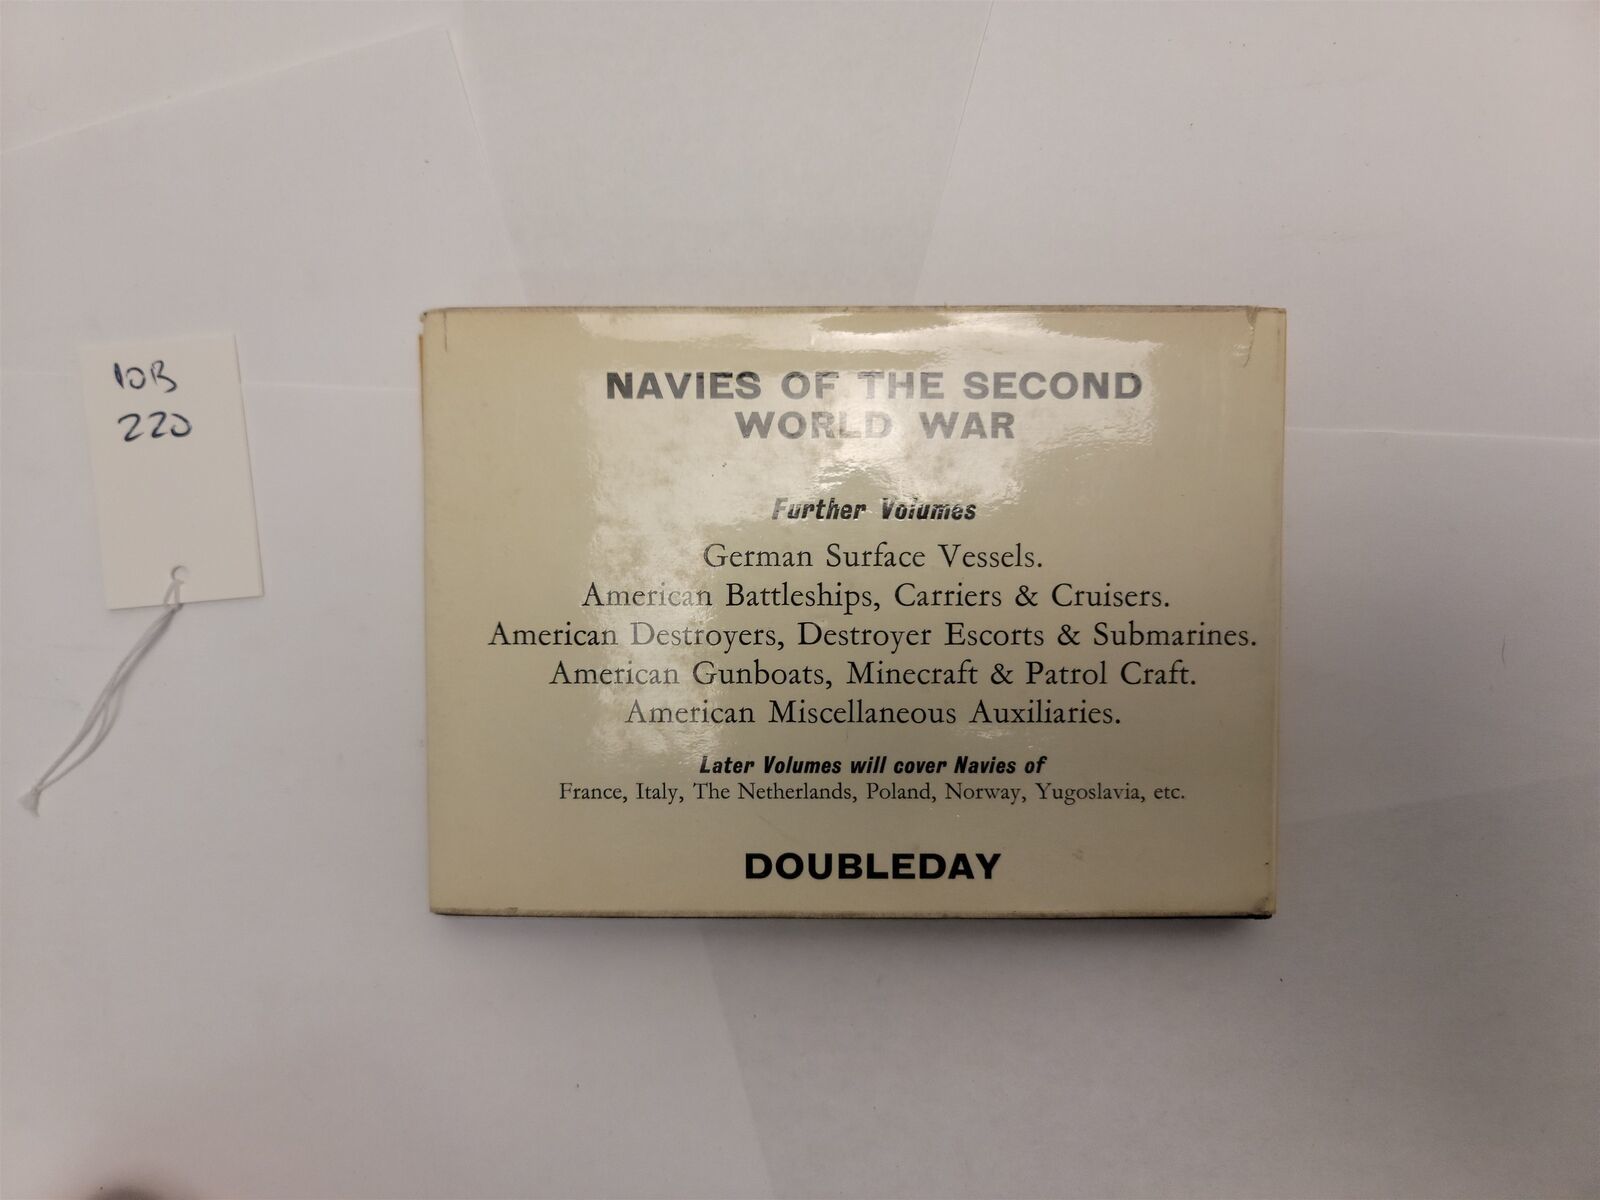 10B
220
NAVIES OF THE SECOND
WORLD WAR
Further Volumes
German Surface Vessels.
American Battleships, Carriers & Cruisers.
American Destroyers, Destroyer Escorts & Submarines.
American Gunboats, Minecraft & Patrol Craft.
American Miscellaneous Auxiliaries.
Later Volumes will cover Navies of
France, Italy, The Netherlands, Poland, Norway, Yugoslavia, etc.
DOUBLEDAY